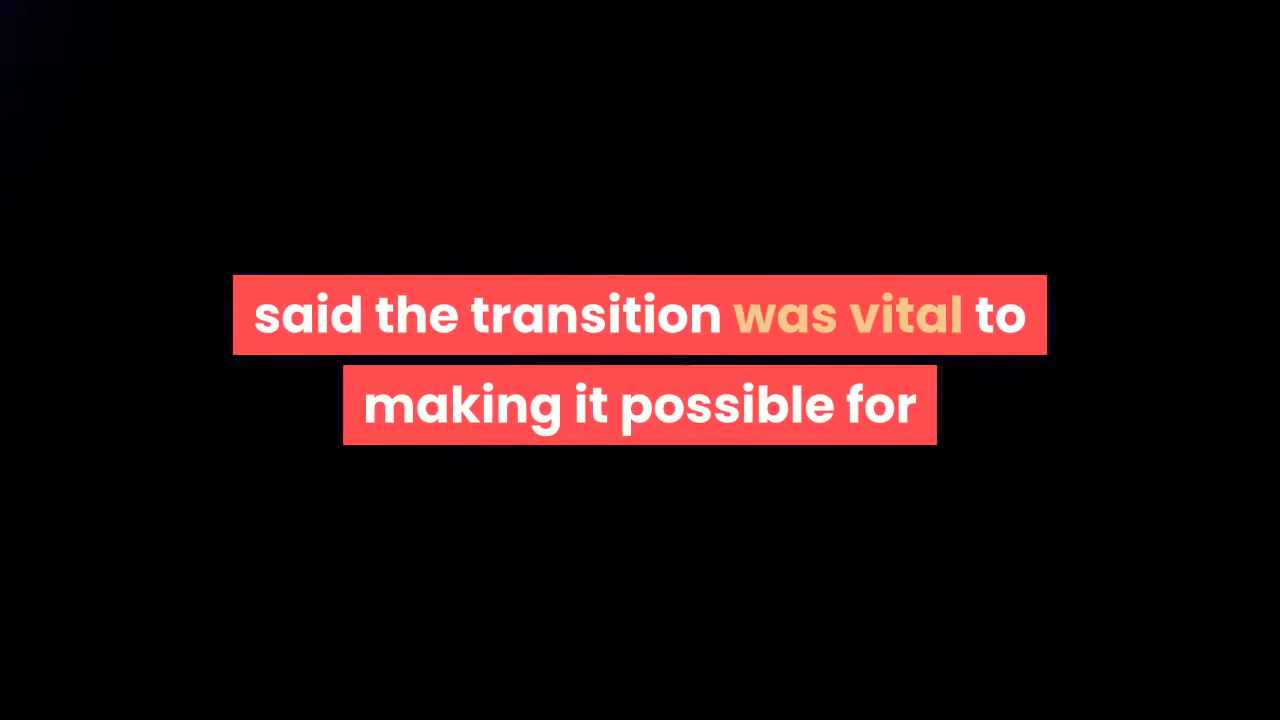 said the transition was vital to
making it possible for